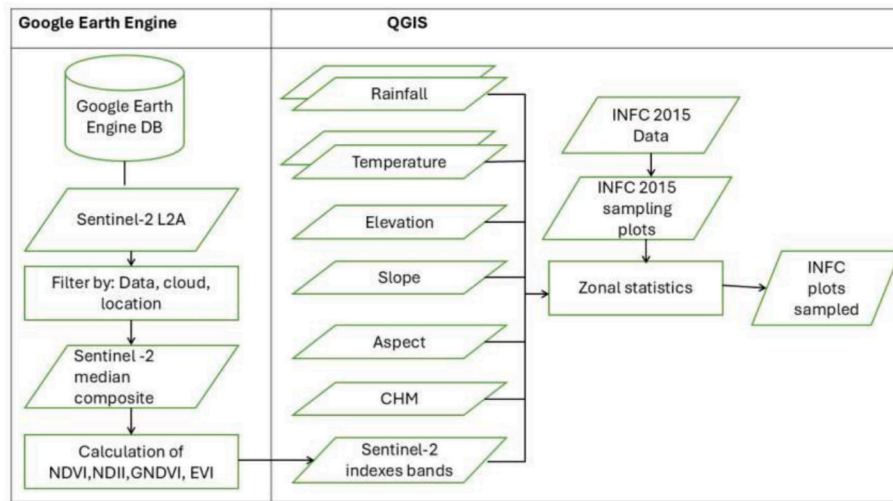 Google Earth Engine
QGIS
Google Earth
Engine DB
Sentinel-2 L2A
Filter by: Data, cloud,
location
Sentinel -2
median
composite
Calculation of
NDVI,NDII,GNDVI, EVI
Rainfall
Temperature
Elevation
Slope
Aspect
CHM
Sentinel-2
indexes bands
INFC 2015
Data
INFC 2015
sampling
plots
Zonal statistics
INFC
plots
sampled